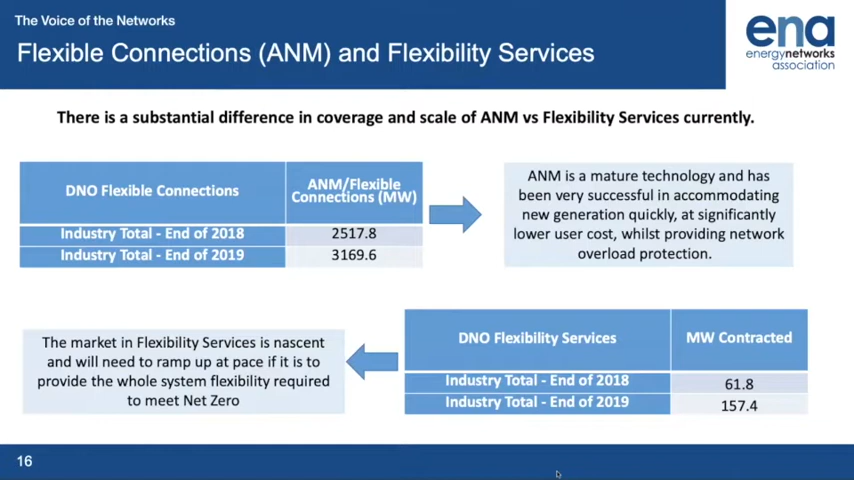 The Voice of the Networks
Flexible Connections (ANM) and Flexibility Services
ena
energynetworks
association
There is a substantial difference in coverage and scale of ANM vs Flexibility Services currently.
DNO Flexible Connections
ANM/Flexible
Connections (MW)
Industry Total - End of 2018
2517.8
Industry Total - End of 2019
3169.6
ANM is a mature technology and has
been very successful in accommodating
new generation quickly, at significantly
lower user cost, whilst providing network
overload protection.
The market in Flexibility Services is nascent
and will need to ramp up at pace if it is to
provide the whole system flexibility required
to meet Net Zero
DNO Flexibility Services
MW Contracted
Industry Total - End of 2018
61.8
Industry Total - End of 2019
157.4
16